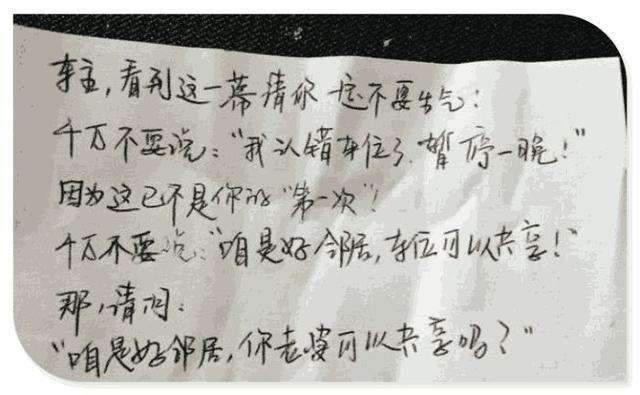 车主，看到这一幕请你一定不要生气：
千万不要说："我认错车位了，暂停一晚！"
因为这已不是你的"第一次"！
千万不要说："咱是好邻居，车位可以共享！"
那，请问：
"咱是好邻居，你老婆可以共享吗？"